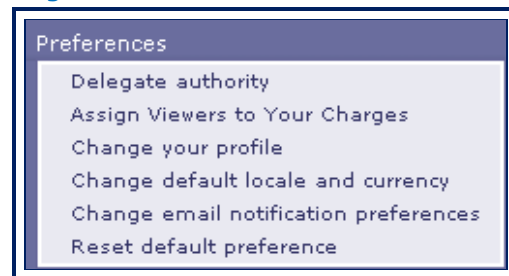 Preferences
Delegate authority
Assign Viewers to Your Charges
Change your profile
Change default locale and currency
Change email notification preferences
Reset default preference